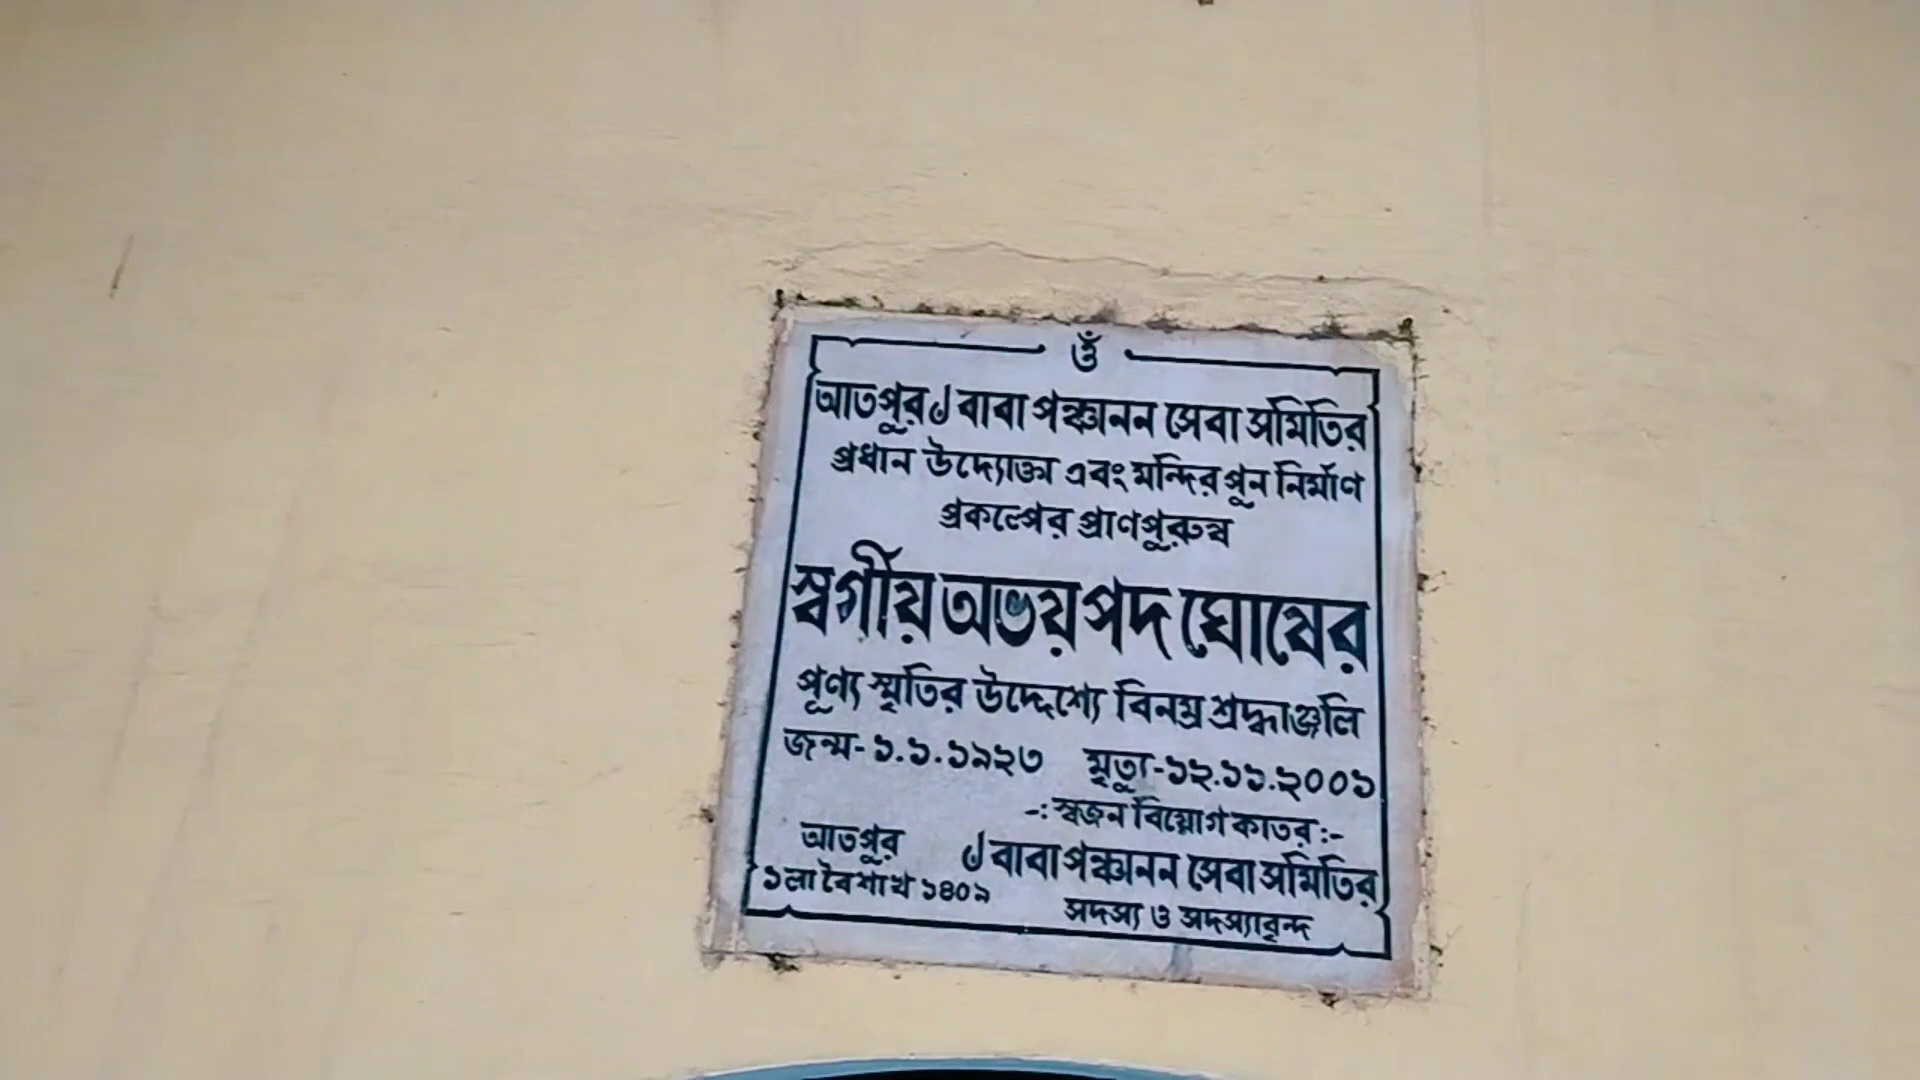 ওঁ
আতপুর ৺ বাবা পঞ্চানন সেবা সমিতির
প্রধান উদ্যোক্তা এবং মন্দির পুন নির্মাণ
প্রকল্পের প্রাণপুরুষ
স্বর্গীয় অভয় পদ ঘোষের
পূণ্য স্মৃতির উদ্দেশ্যে বিনম্র শ্রদ্ধাঞ্জলি
জন্ম-১.১.১৯২৩ মৃত্যু-১২.১১.২০০১
-: স্বজন বিয়োগ কাতর :-
আতপুর ৺ বাবা পঞ্চানন সেবা সমিতির
১লা বৈশাখ ১৪০৯ সদস্য ও সদস্যাবৃন্দ